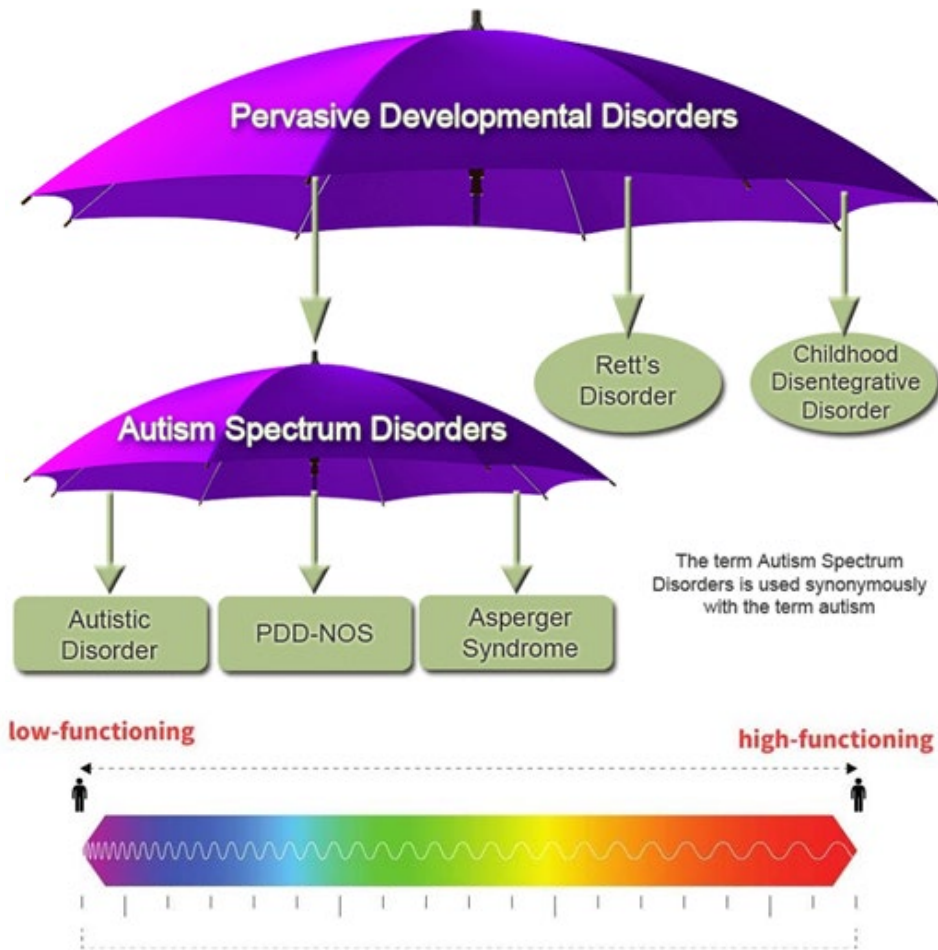 Pervasive Developmental Disorders
Rett's
Disorder
Childhood
Disentegrative
Disorder
Autism Spectrum Disorders
Autistic
Disorder
PDD-NOS
Asperger
Syndrome
The term Autism Spectrum
Disorders is used synonymously
with the term autism
low-functioning
high-functioning